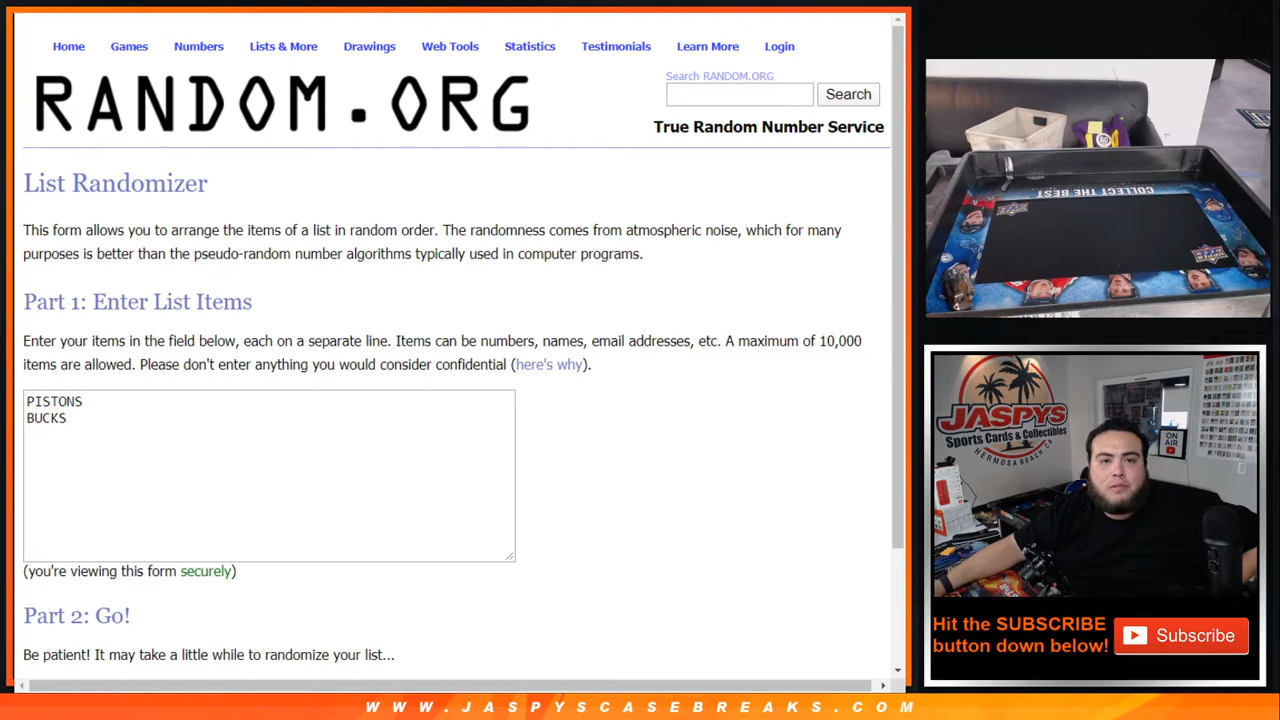 Home Games Numbers Lists & More Drawings Web Tools Statistics Testimonials Learn More Login
RANDOM.ORG
Search RANDOM.ORG
Search
True Random Number Service
List Randomizer
This form allows you to arrange the items of a list in random order. The randomness comes from atmospheric noise, which for many
purposes is better than the pseudo-random number algorithms typically used in computer programs.
Part 1: Enter List Items
Enter your items in the field below, each on a separate line. Items can be numbers, names, email addresses, etc. A maximum of 10,000
items are allowed. Please don't enter anything you would consider confidential (here's why).
PISTONS
BUCKS
(you're viewing this form securely)
Part 2: Go!
Be patient! It may take a little while to randomize your list...
COLLECT THE BEST
JASPYS
Sports Cards & Collectibles
HERMOSA BEACH CA
ON
AIR
Hit the SUBSCRIBE
button down below!
Subscribe
WWW.JASPYSCASEBREAKS.COM